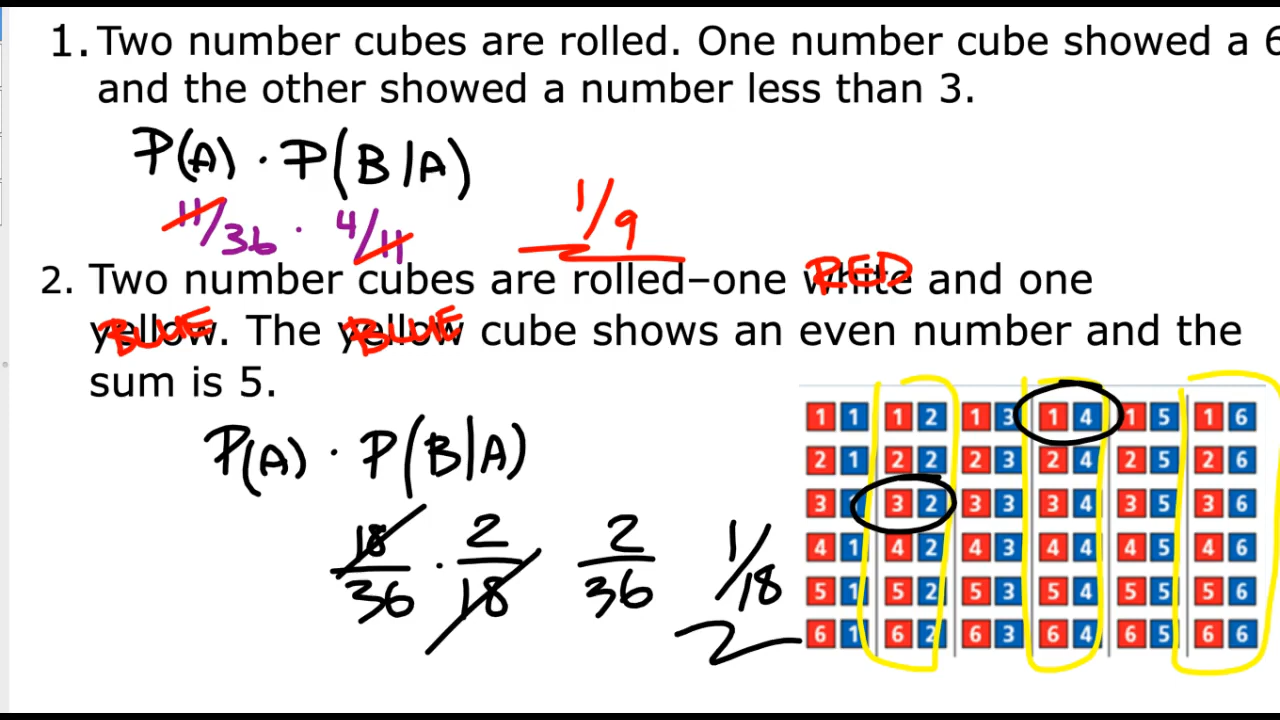 1. Two number cubes are rolled. One number cube showed a 6
and the other showed a number less than 3.
P(A) · P(B|A)
11/36 · 4/11 1/9
2. Two number cubes are rolled–one white RED and one
yellow BLUE. The yellow BLUE cube shows an even number and the
sum is 5.
P(A) · P(B|A)
18/36 · 2/18 2/36 1/18
1 1 1 2 1 3 1 4 1 5 1 6
2 1 2 2 2 3 2 4 2 5 2 6
3 1 3 2 3 3 3 4 3 5 3 6
4 1 4 2 4 3 4 4 4 5 4 6
5 1 5 2 5 3 5 4 5 5 5 6
6 1 6 2 6 3 6 4 6 5 6 6